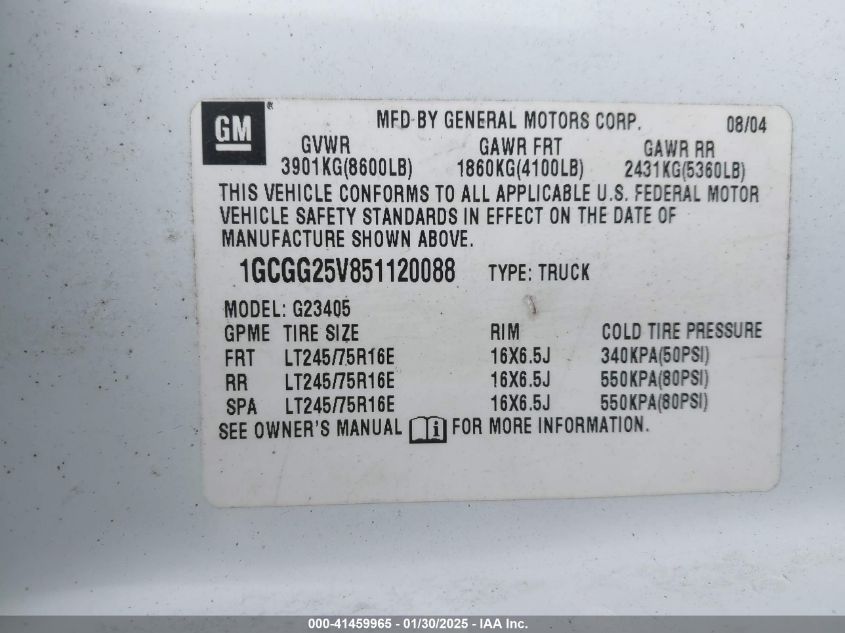 GM ®
MFD BY GENERAL MOTORS CORP. 08/04
GVWR GAWR FRT GAWR RR
3901KG(8600LB) 1860KG(4100LB) 2431KG(5360LB)
THIS VEHICLE CONFORMS TO ALL APPLICABLE U.S. FEDERAL MOTOR
VEHICLE SAFETY STANDARDS IN EFFECT ON THE DATE OF
MANUFACTURE SHOWN ABOVE.
1GCGG25V851120088 TYPE: TRUCK
MODEL: G23405
GPME TIRE SIZE RIM COLD TIRE PRESSURE
FRT LT245/75R16E 16X6.5J 340KPA(50PSI)
RR LT245/75R16E 16X6.5J 550KPA(80PSI)
SPA LT245/75R16E 16X6.5J 550KPA(80PSI)
SEE OWNER'S MANUAL i FOR MORE INFORMATION.
000-41459965 - 01/30/2025 - IAA Inc.